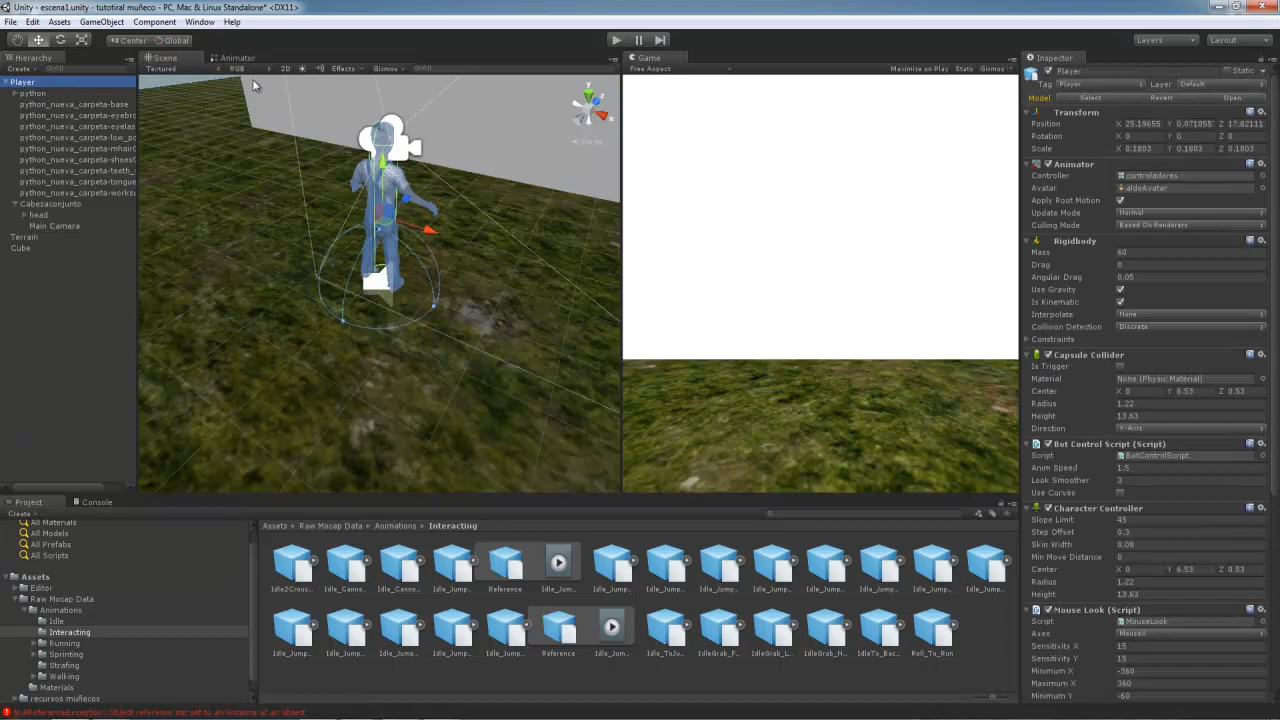 Unity - escena1.unity - tutotiral muñeco - PC, Mac & Linux Standalone* <DX11>
File Edit Assets GameObject Component Window Help
Center Global Layers Layout
Hierarchy Scene Animator Game Inspector
Create All Textured RGB 2D Effects Gizmos All Free Aspect Maximize on Play Stats Gizmos
Player
python
python_nueva_carpeta-base
python_nueva_carpeta-eyebro
python_nueva_carpeta-eyelas
python_nueva_carpeta-low_po
python_nueva_carpeta-mhair0
python_nueva_carpeta-shoes0
python_nueva_carpeta-teeth_
python_nueva_carpeta-tongue
python_nueva_carpeta-worksu
Cabezaconjunto
head
Main Camera
Terrain
Cube
y
z
x
Persp
Player Static
Tag Player Layer Default
Model Select Revert Open
Transform
Position X 25.19655 Y 0.071055 Z 17.82111
Rotation X 0 Y 0 Z 0
Scale X 0.1803 Y 0.1803 Z 0.1803
Animator
Controller controladores
Avatar aldoAvatar
Apply Root Motion
Update Mode Normal
Culling Mode Based On Renderers
Rigidbody
Mass 60
Drag 0
Angular Drag 0.05
Use Gravity
Is Kinematic
Interpolate None
Collision Detection Discrete
Constraints
Capsule Collider
Is Trigger
Material None (Physic Material)
Center X 0 Y 6.53 Z 0.53
Radius 1.22
Height 13.63
Direction Y-Axis
Bot Control Script (Script)
Script BotControlScript
Anim Speed 1.5
Look Smoother 3
Use Curves
Character Controller
Slope Limit 45
Step Offset 0.3
Skin Width 0.08
Min Move Distance 0
Center X 0 Y 6.53 Z 0.53
Radius 1.22
Height 13.63
Mouse Look (Script)
Script MouseLook
Axes MouseX
Sensitivity X 15
Sensitivity Y 15
Minimum X -360
Maximum X 360
Minimum Y -60
Project Console
Create
All Materials
All Models
All Prefabs
All Scripts
Assets
Editor
Raw Mocap Data
Animations
Idle
Interacting
Running
Sprinting
Strafing
Walking
Materials
recursos muñecos
Assets Raw Mocap Data Animations Interacting
Idle2Crouc.. Idle_Canno.. Idle_Canno.. Idle_Jump.. Reference Idle_Jum.. Idle_Jump.. Idle_Jump.. Idle_Jump.. Idle_Jump.. Idle_Jump.. Idle_Jump.. Idle_Jump.. Idle_Jump..
Idle_Jump.. Idle_Jump.. Idle_Jump.. Idle_Jump.. Idle_Jump.. Reference Idle_Jum.. Idle_ToJu.. IdleGrab_F.. IdleGrab_L.. IdleGrab_N.. IdleTo_Bac.. Roll_To_Run
NullReferenceException: Object reference not set to an instance of an object